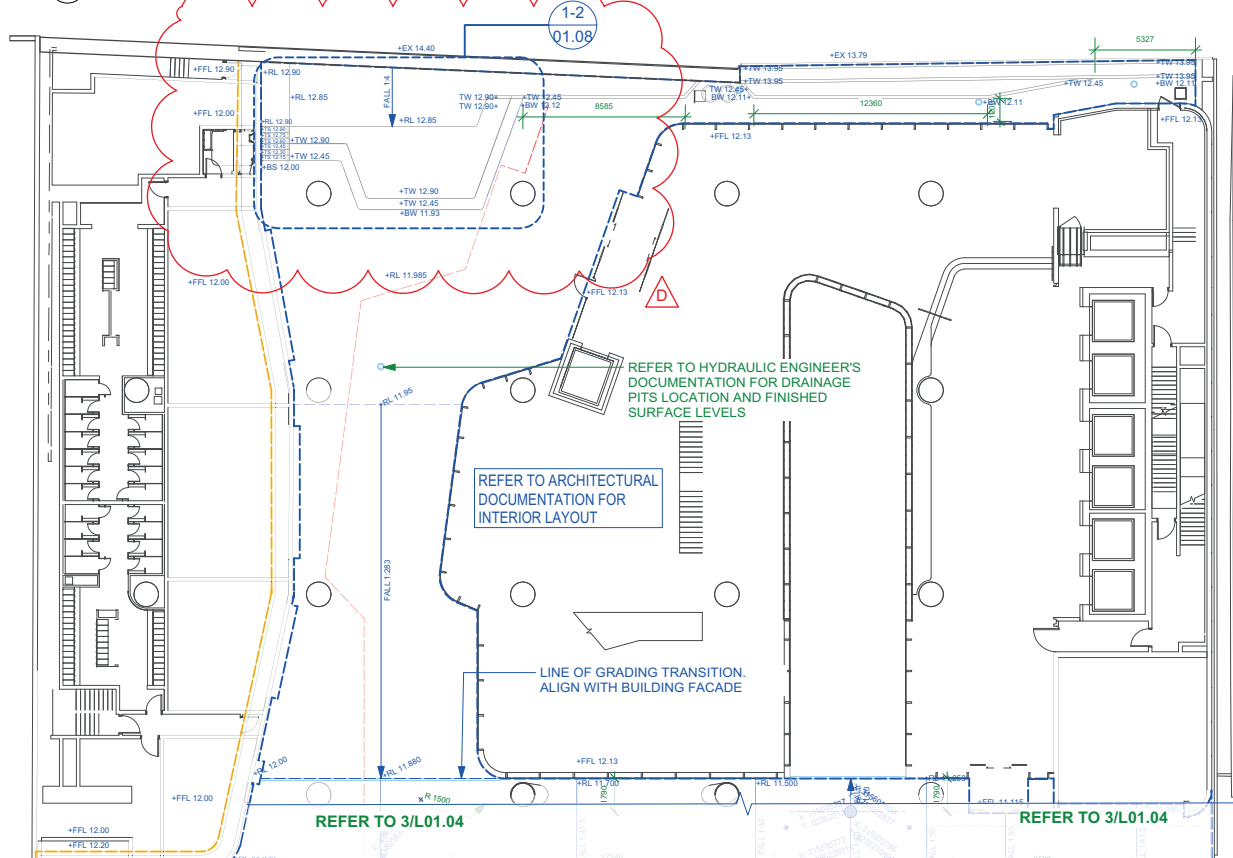 1-2
01.08
+EX 14.40
+EX 13.79
5327
+FFL 12.90
+RL 12.90
+TW 13.95
+TW 13.95
+TW 13.95
+TW 13.95
+RL 12.85
FALL 1:4
TW 12.90+
TW 12.90+
+TW 12.45
+BW 12.12
TW 12.45+
BW 12.11+
+TW 12.45
+BW 12.11
+BW 12.11
8585
12360
+FFL 12.00
+RL 12.90
+RL 12.85
+FFL 12.13
+FFL 12.13
+TW 12.90
+TW 12.45
+BS 12.00
+TW 12.90
+TW 12.45
+BW 11.93
+FFL 12.00
+RL 11.985
+FFL 12.13
D
REFER TO HYDRAULIC ENGINEER'S
DOCUMENTATION FOR DRAINAGE
PITS LOCATION AND FINISHED
SURFACE LEVELS
+RL 11.95
REFER TO ARCHITECTURAL
DOCUMENTATION FOR
INTERIOR LAYOUT
FALL 1:283
LINE OF GRADING TRANSITION.
ALIGN WITH BUILDING FACADE
+RL 12.00
+RL 11.880
+FFL 12.13
+RL 11.700
+RL 11.500
+FFL 12.00
R 1500
1790
1790
+FFL 11.115
REFER TO 3/L01.04
REFER TO 3/L01.04
+FFL 12.00
+FFL 12.20